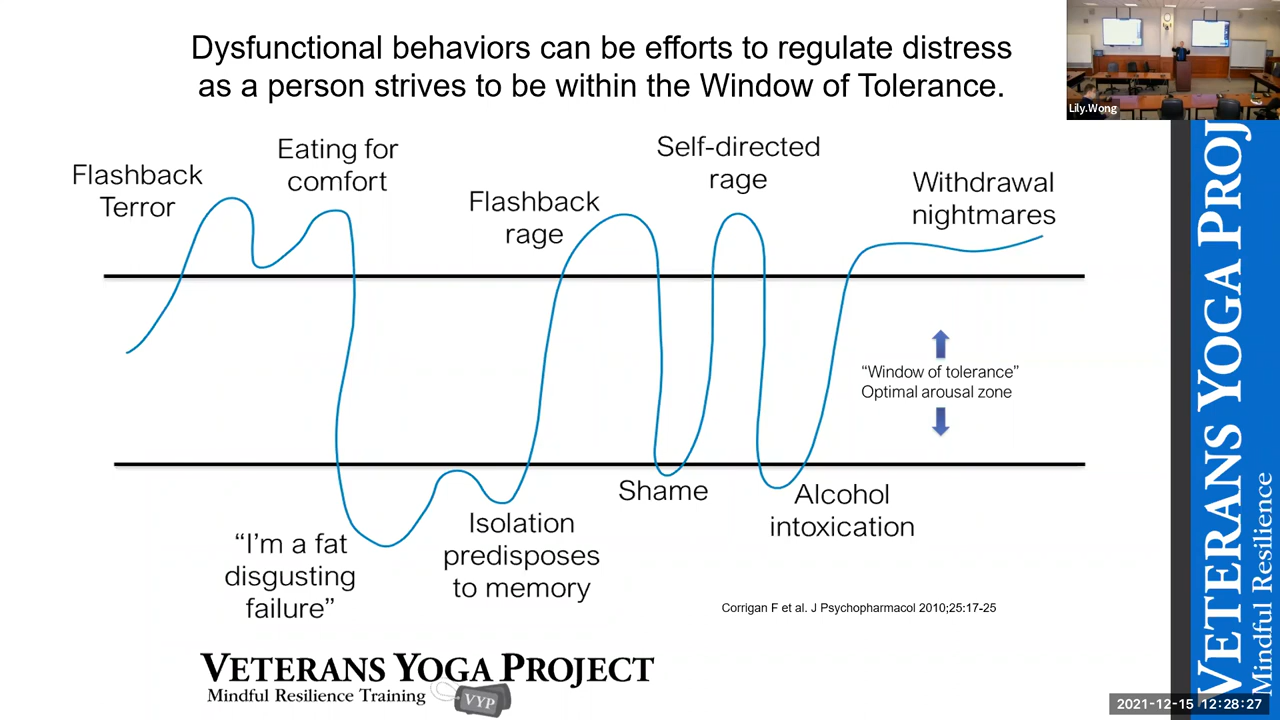 Dysfunctional behaviors can be efforts to regulate distress
as a person strives to be within the Window of Tolerance.
Lily.Wong
Flashback
Terror
Eating for
comfort
Flashback
rage
Self-directed
rage
Withdrawal
nightmares
“Window of tolerance”
Optimal arousal zone
“I’m a fat
disgusting
failure”
Isolation
predisposes
to memory
Shame
Alcohol
intoxication
Corrigan F et al. J Psychopharmacol 2010;25:17-25
VETERANS YOGA PROJECT
Mindful Resilience Training
VYP
VETERANS YOGA PROJ
Mindful Resilience
2021-12-15 12:28:27